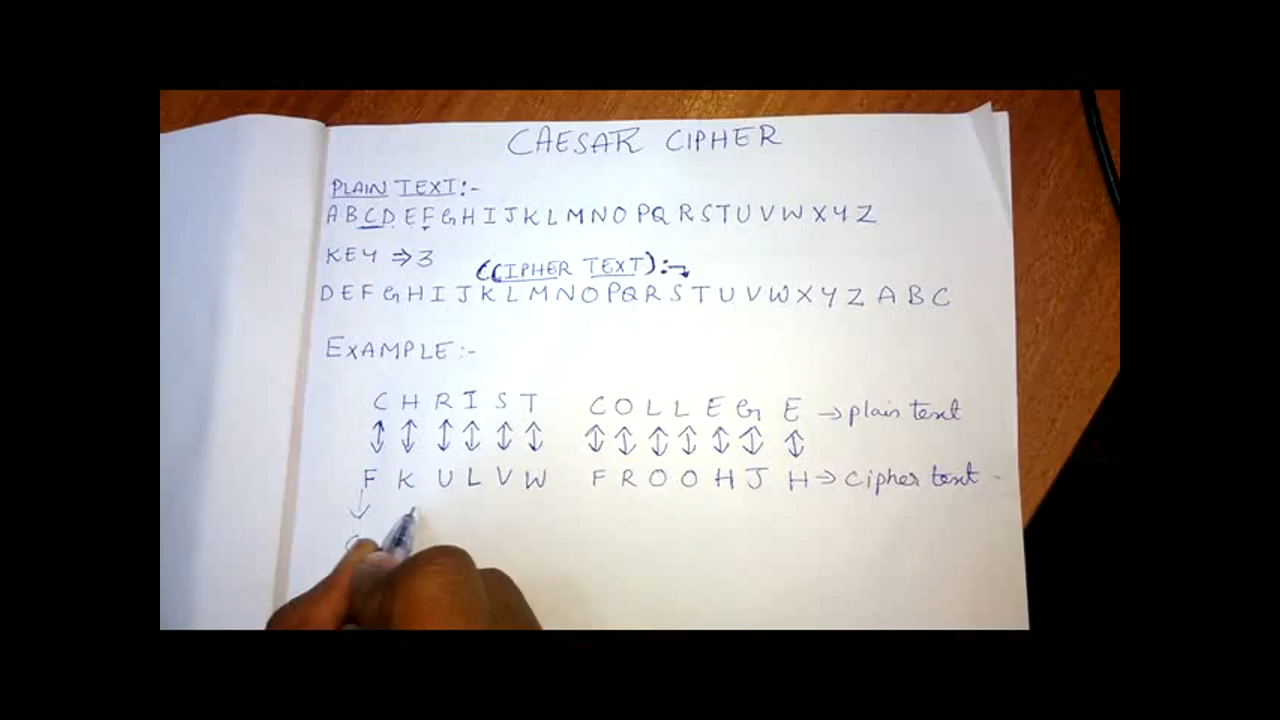 CAESAR CIPHER
PLAIN TEXT:-
A B C D E F G H I J K L M N O P Q R S T U V W X Y Z
KEY ⇒ 3
((CIPHER TEXT):-
D E F G H I J K L M N O P Q R S T U V W X Y Z A B C
EXAMPLE :-
C H R I S T C O L L E G E → plain text
F K U L V W F R O O H J H → Cipher text -
C